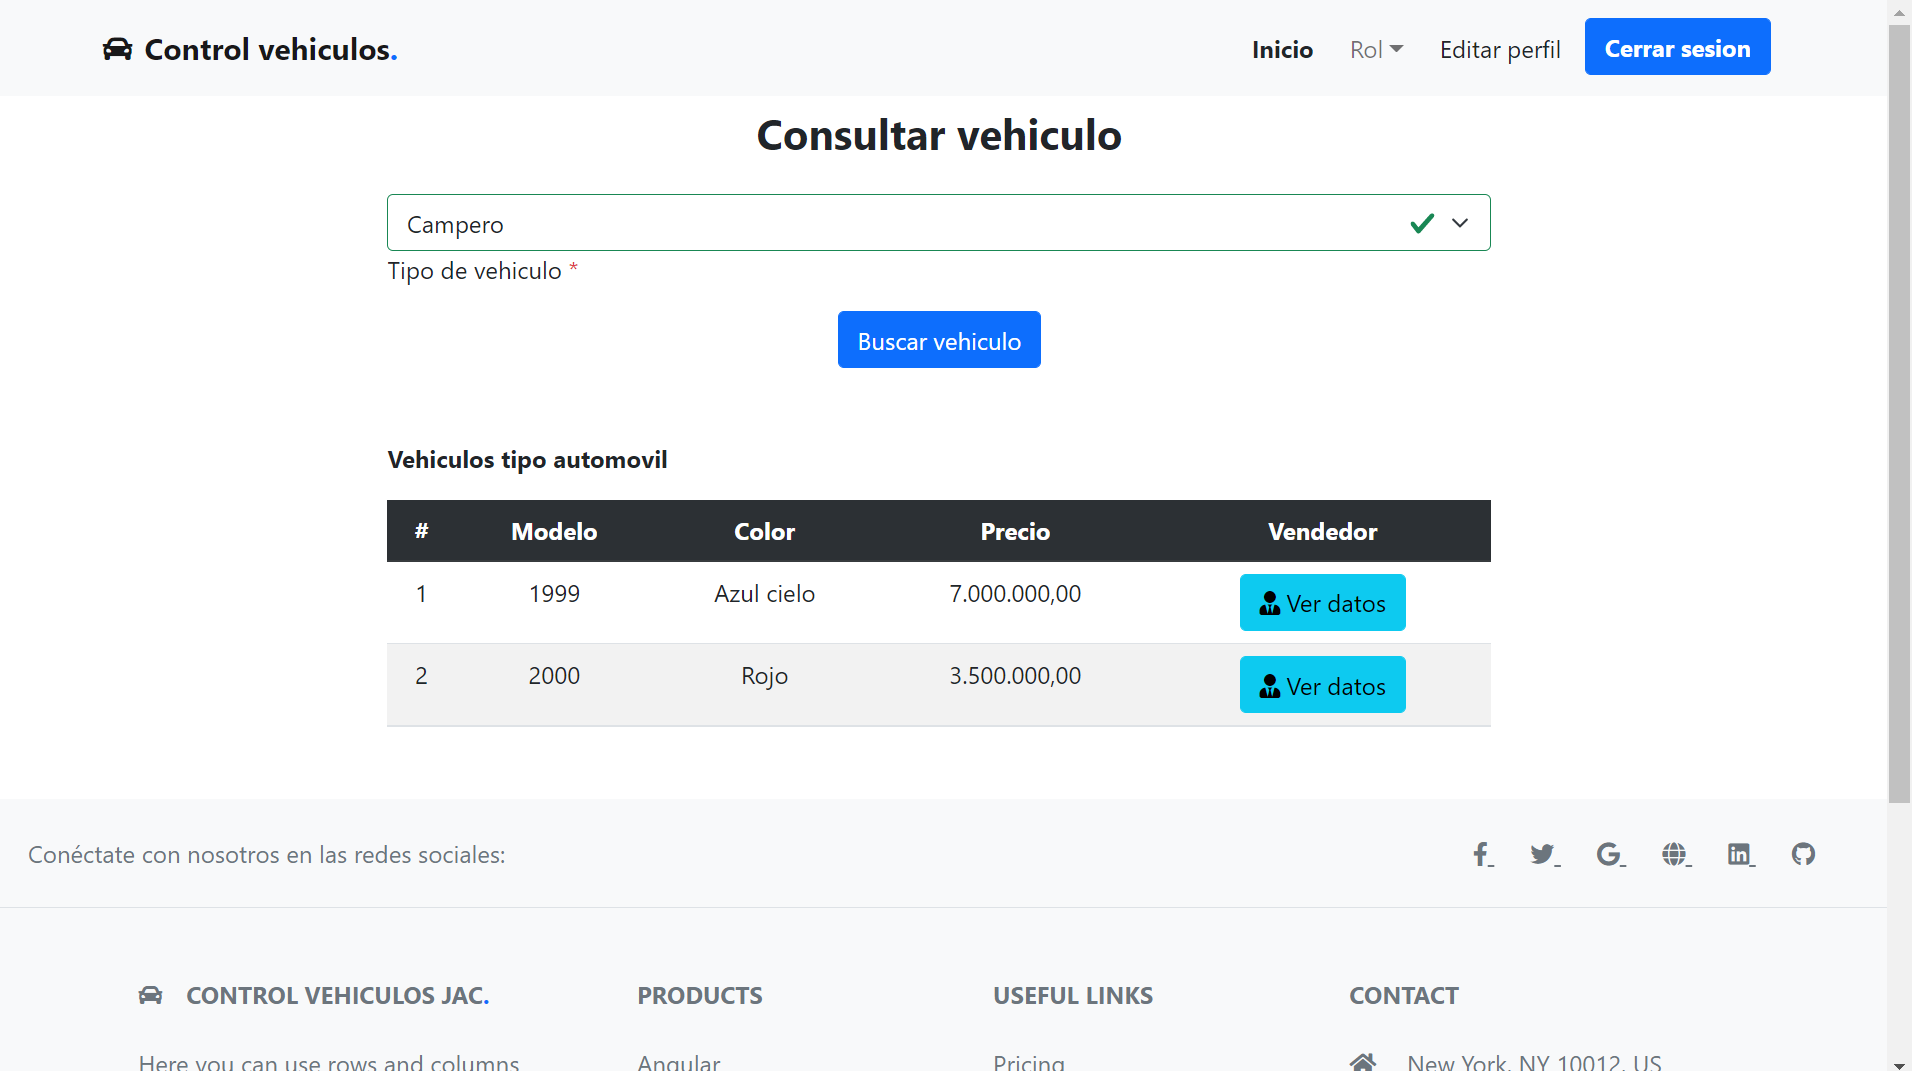 Control vehiculos.
Inicio Rol Editar perfil Cerrar sesion
Consultar vehiculo
Campero
Tipo de vehiculo *
Buscar vehiculo
Vehiculos tipo automovil
# Modelo Color Precio Vendedor
1 1999 Azul cielo 7.000.000,00 Ver datos
2 2000 Rojo 3.500.000,00 Ver datos
Conéctate con nosotros en las redes sociales:
CONTROL VEHICULOS JAC. PRODUCTS USEFUL LINKS CONTACT
Here you can use rows and columns Angular Pricing New York, NY 10012, US